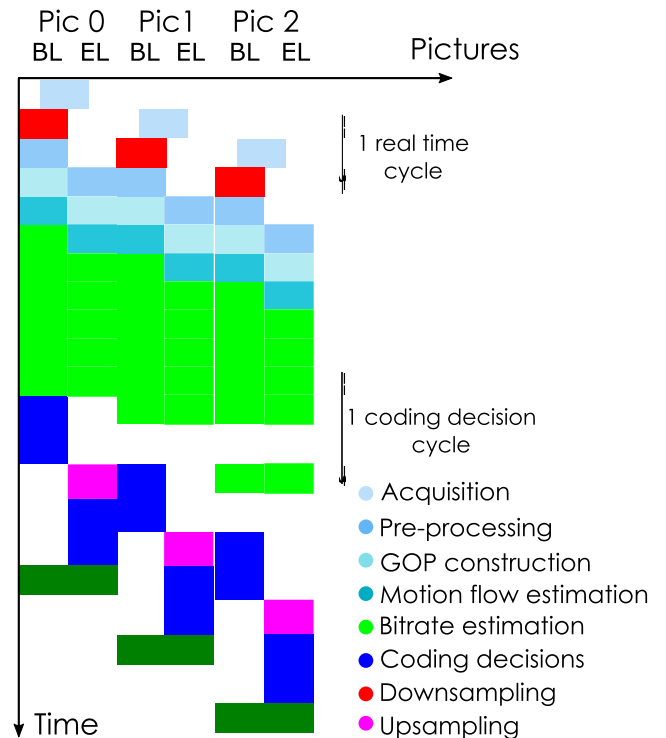 Pic 0 Pic1 Pic 2
BL EL BL EL BL EL
Pictures
1 real time
cycle
1 coding decision
cycle
Acquisition
Pre-processing
GOP construction
Motion flow estimation
Bitrate estimation
Coding decisions
Downsampling
Upsampling
Time